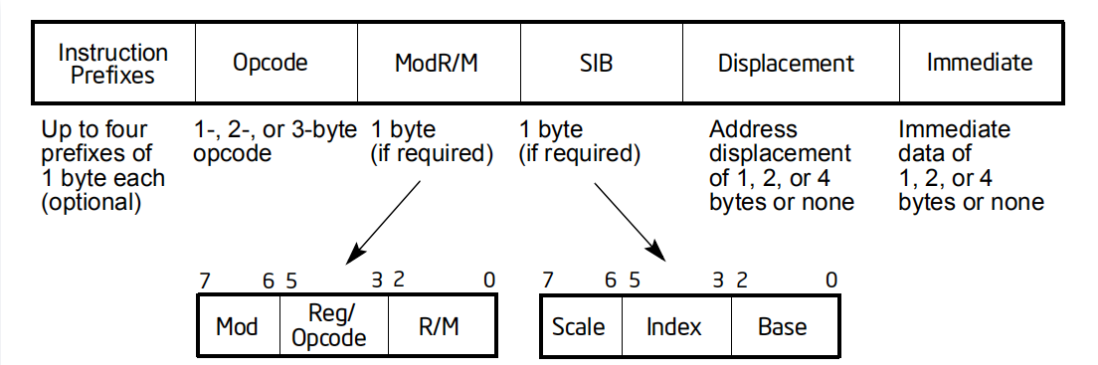 Instruction
Prefixes
Opcode
ModR/M
SIB
Displacement
Immediate
Up to four
prefixes of
1 byte each
(optional)
1-, 2-, or 3-byte
opcode
1 byte
(if required)
1 byte
(if required)
Address
displacement
of 1, 2, or 4
bytes or none
Immediate
data of
1, 2, or 4
bytes or none
7 6 5 3 2 0
Mod
Reg/
Opcode
R/M
7 6 5 3 2 0
Scale
Index
Base